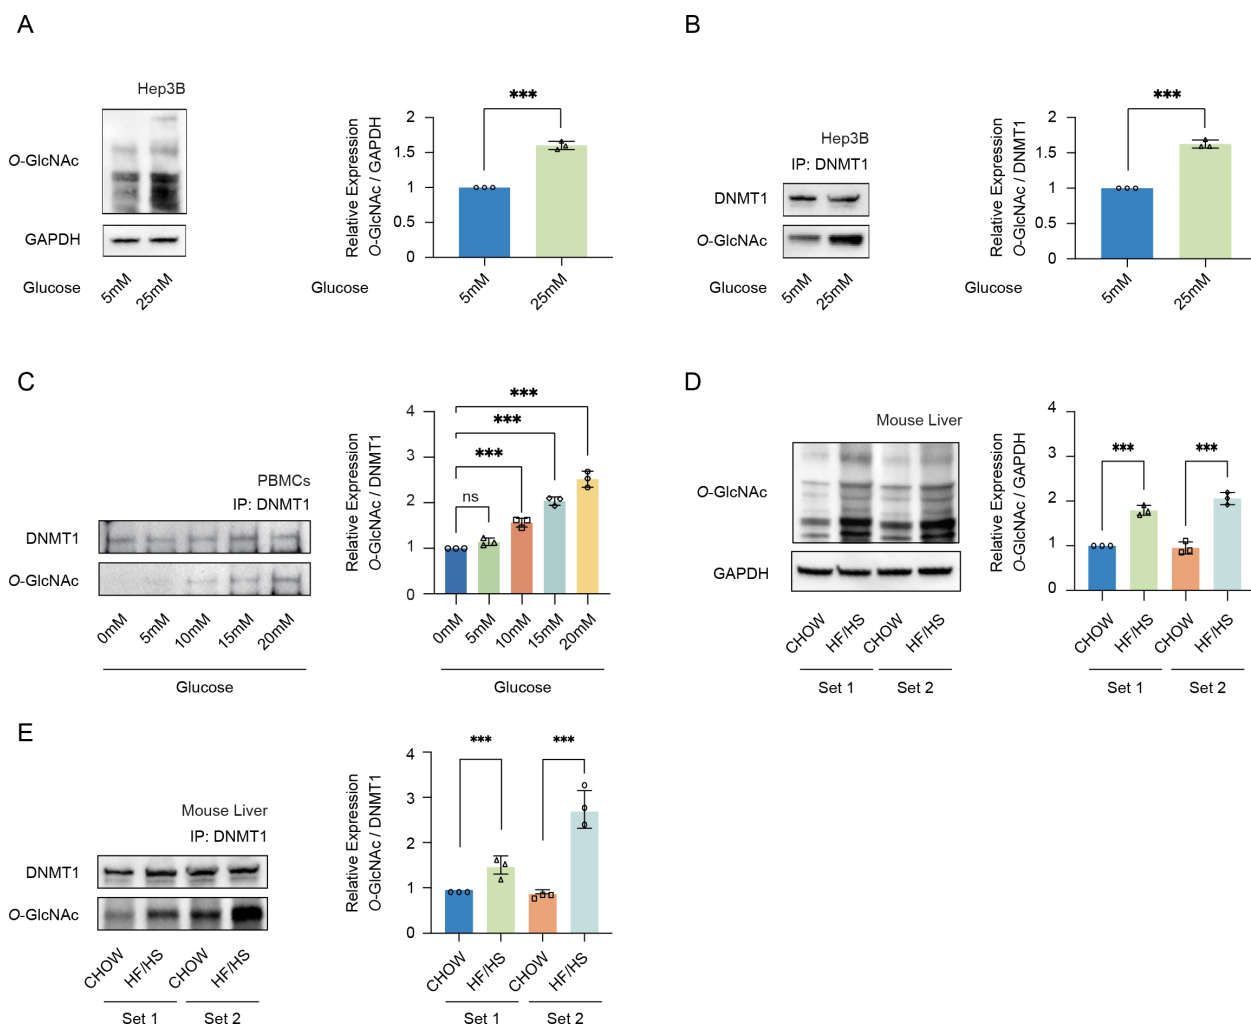 A
Hep3B
O-GlcNAc
GAPDH
Glucose
5mM
25mM
Relative Expression
O-GlcNAc / GAPDH
2
1.5
1
0.5
0
***
Glucose
5mM
25mM
B
Hep3B
IP: DNMT1
DNMT1
O-GlcNAc
Glucose
5mM
25mM
Relative Expression
O-GlcNAc / DNMT1
2
1.5
1
0.5
0
***
Glucose
5mM
25mM
C
PBMCs
IP: DNMT1
DNMT1
O-GlcNAc
0mM
5mM
10mM
15mM
20mM
Glucose
Relative Expression
O-GlcNAc / DNMT1
4
3
2
1
0
***
***
***
ns
0mM
5mM
10mM
15mM
20mM
Glucose
D
Mouse Liver
O-GlcNAc
GAPDH
CHOW
HF/HS
CHOW
HF/HS
Set 1
Set 2
Relative Expression
O-GlcNAc / GAPDH
4
3
2
1
0
***
***
CHOW
HF/HS
CHOW
HF/HS
Set 1
Set 2
E
Mouse Liver
IP: DNMT1
DNMT1
O-GlcNAc
CHOW
HF/HS
CHOW
HF/HS
Set 1
Set 2
Relative Expression
O-GlcNAc / DNMT1
4
3
2
1
0
***
***
CHOW
HF/HS
CHOW
HF/HS
Set 1
Set 2